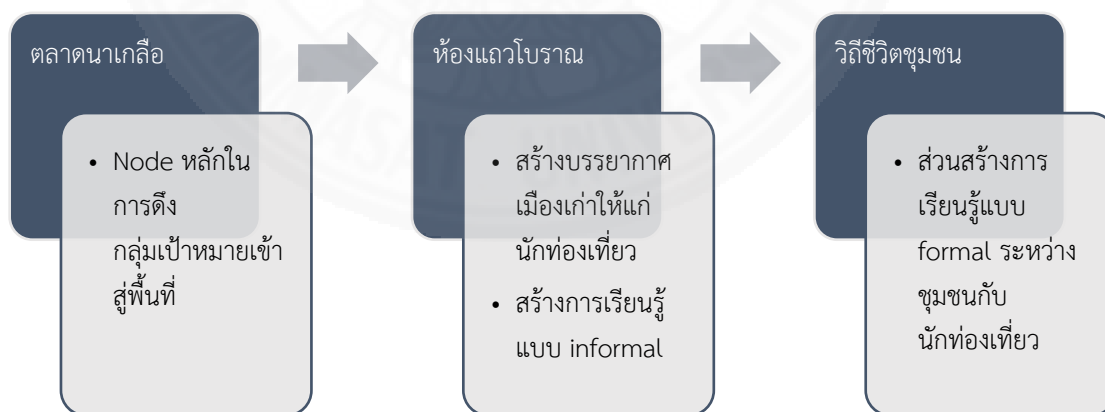 ตลาดนาเกลือ
• Node หลักใน
การดึง
กลุ่มเป้าหมายเข้า
สู่พื้นที่
ห้องแถวโบราณ
• สร้างบรรยากาศ
เมืองเก่าให้แก่
นักท่องเที่ยว
• สร้างการเรียนรู้
แบบ informal
วิถีชีวิตชุมชน
• ส่วนสร้างการ
เรียนรู้แบบ
formal ระหว่าง
ชุมชนกับ
นักท่องเที่ยว